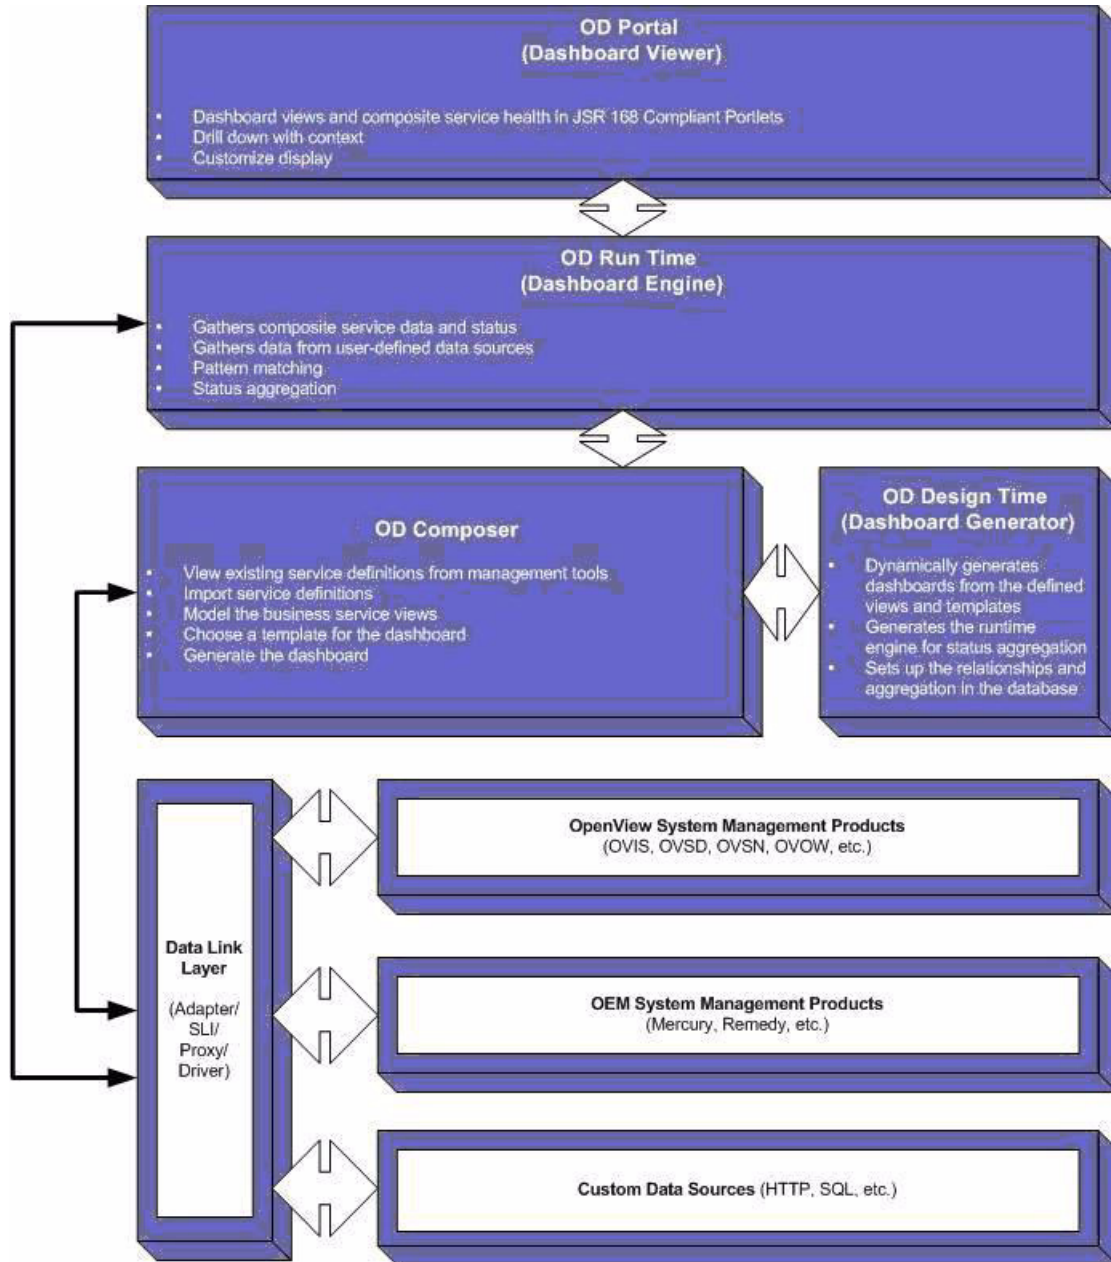 OD Portal
(Dashboard Viewer)
▪ Dashboard views and composite service health in JSR 168 Compliant Portlets
▪ Drill down with context
▪ Customize display
OD Run Time
(Dashboard Engine)
▪ Gathers composite service data and status
▪ Gathers data from user-defined data sources
▪ Pattern matching
▪ Status aggregation
OD Composer
▪ View existing service definitions from management tools
▪ Import service definitions
▪ Model the business service views
▪ Choose a template for the dashboard
▪ Generate the dashboard
OD Design Time
(Dashboard Generator)
▪ Dynamically generates
dashboards from the defined
views and templates
▪ Generates the runtime
engine for status aggregation
▪ Sets up the relationships and
aggregation in the database
Data Link
Layer
(Adapter/
SLI/
Proxy/
Driver)
OpenView System Management Products
(OVIS, OVSD, OVSN, OVOW, etc.)
OEM System Management Products
(Mercury, Remedy, etc.)
Custom Data Sources (HTTP, SQL, etc.)